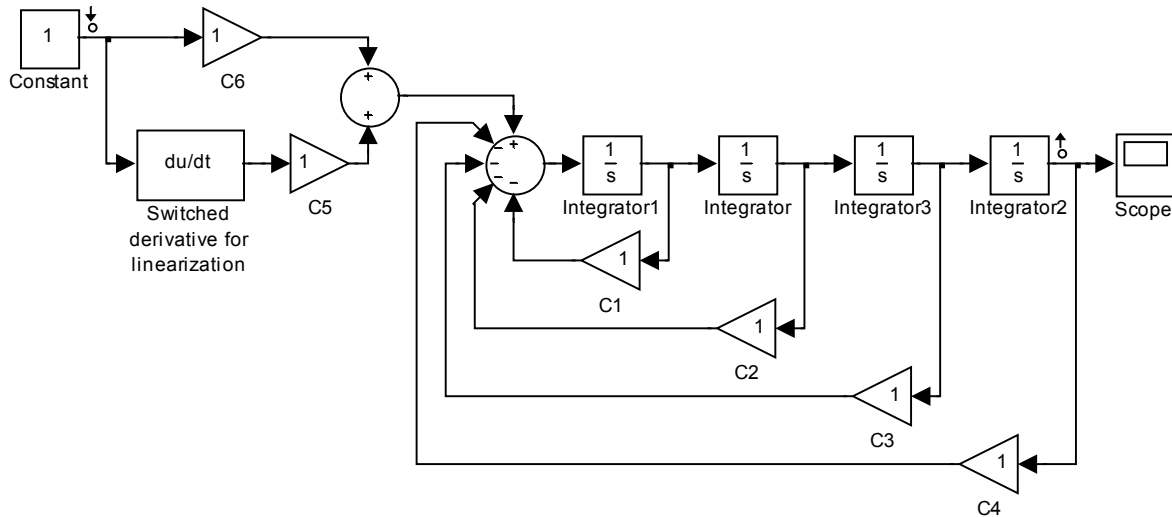 1
Constant
1
C6
+
+
du/dt
Switched
derivative for
linearization
1
C5
+
−
−
−
−
1
s
Integrator1
1
s
Integrator
1
s
Integrator3
1
s
Integrator2
Scope
1
C1
1
C2
1
C3
1
C4